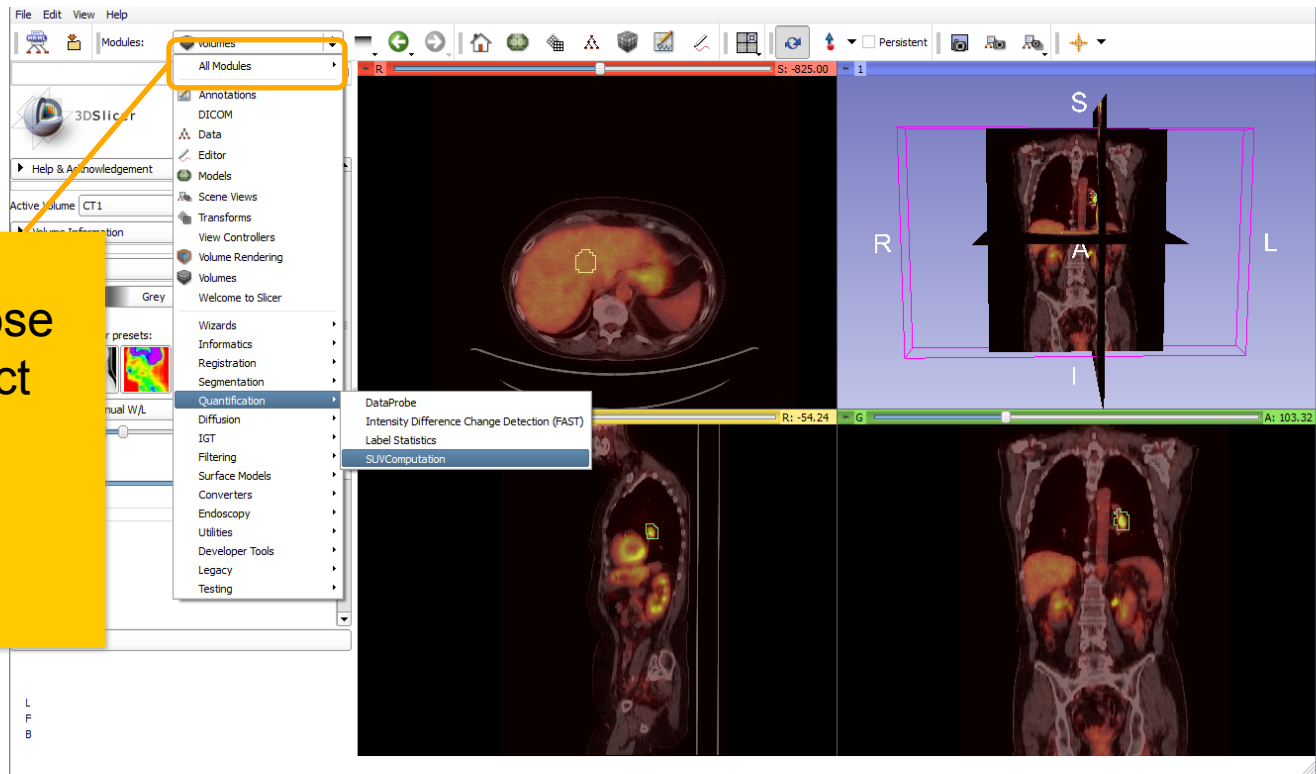 File Edit View Help
Modules: Volumes Persistent
All Modules
3DSlicer
Annotations
DICOM
Data
Editor
Help & Acknowledgement
Models
Scene Views
Active Volume CT1
Transforms
View Controllers
Volume Information
Volume Rendering
Volumes
Grey
Welcome to Slicer
Wizards
presets:
Informatics
Registration
Segmentation
ct
Quantification
nual W/L
Diffusion
IGT
Filtering
Surface Models
Converters
Endoscopy
Utilities
Developer Tools
Legacy
Testing
DataProbe
Intensity Difference Change Detection (FAST)
Label Statistics
SUVComputation
L
F
B
R S: -825.00
1
S
R A L
I
R: -54.24
G A: 103.32